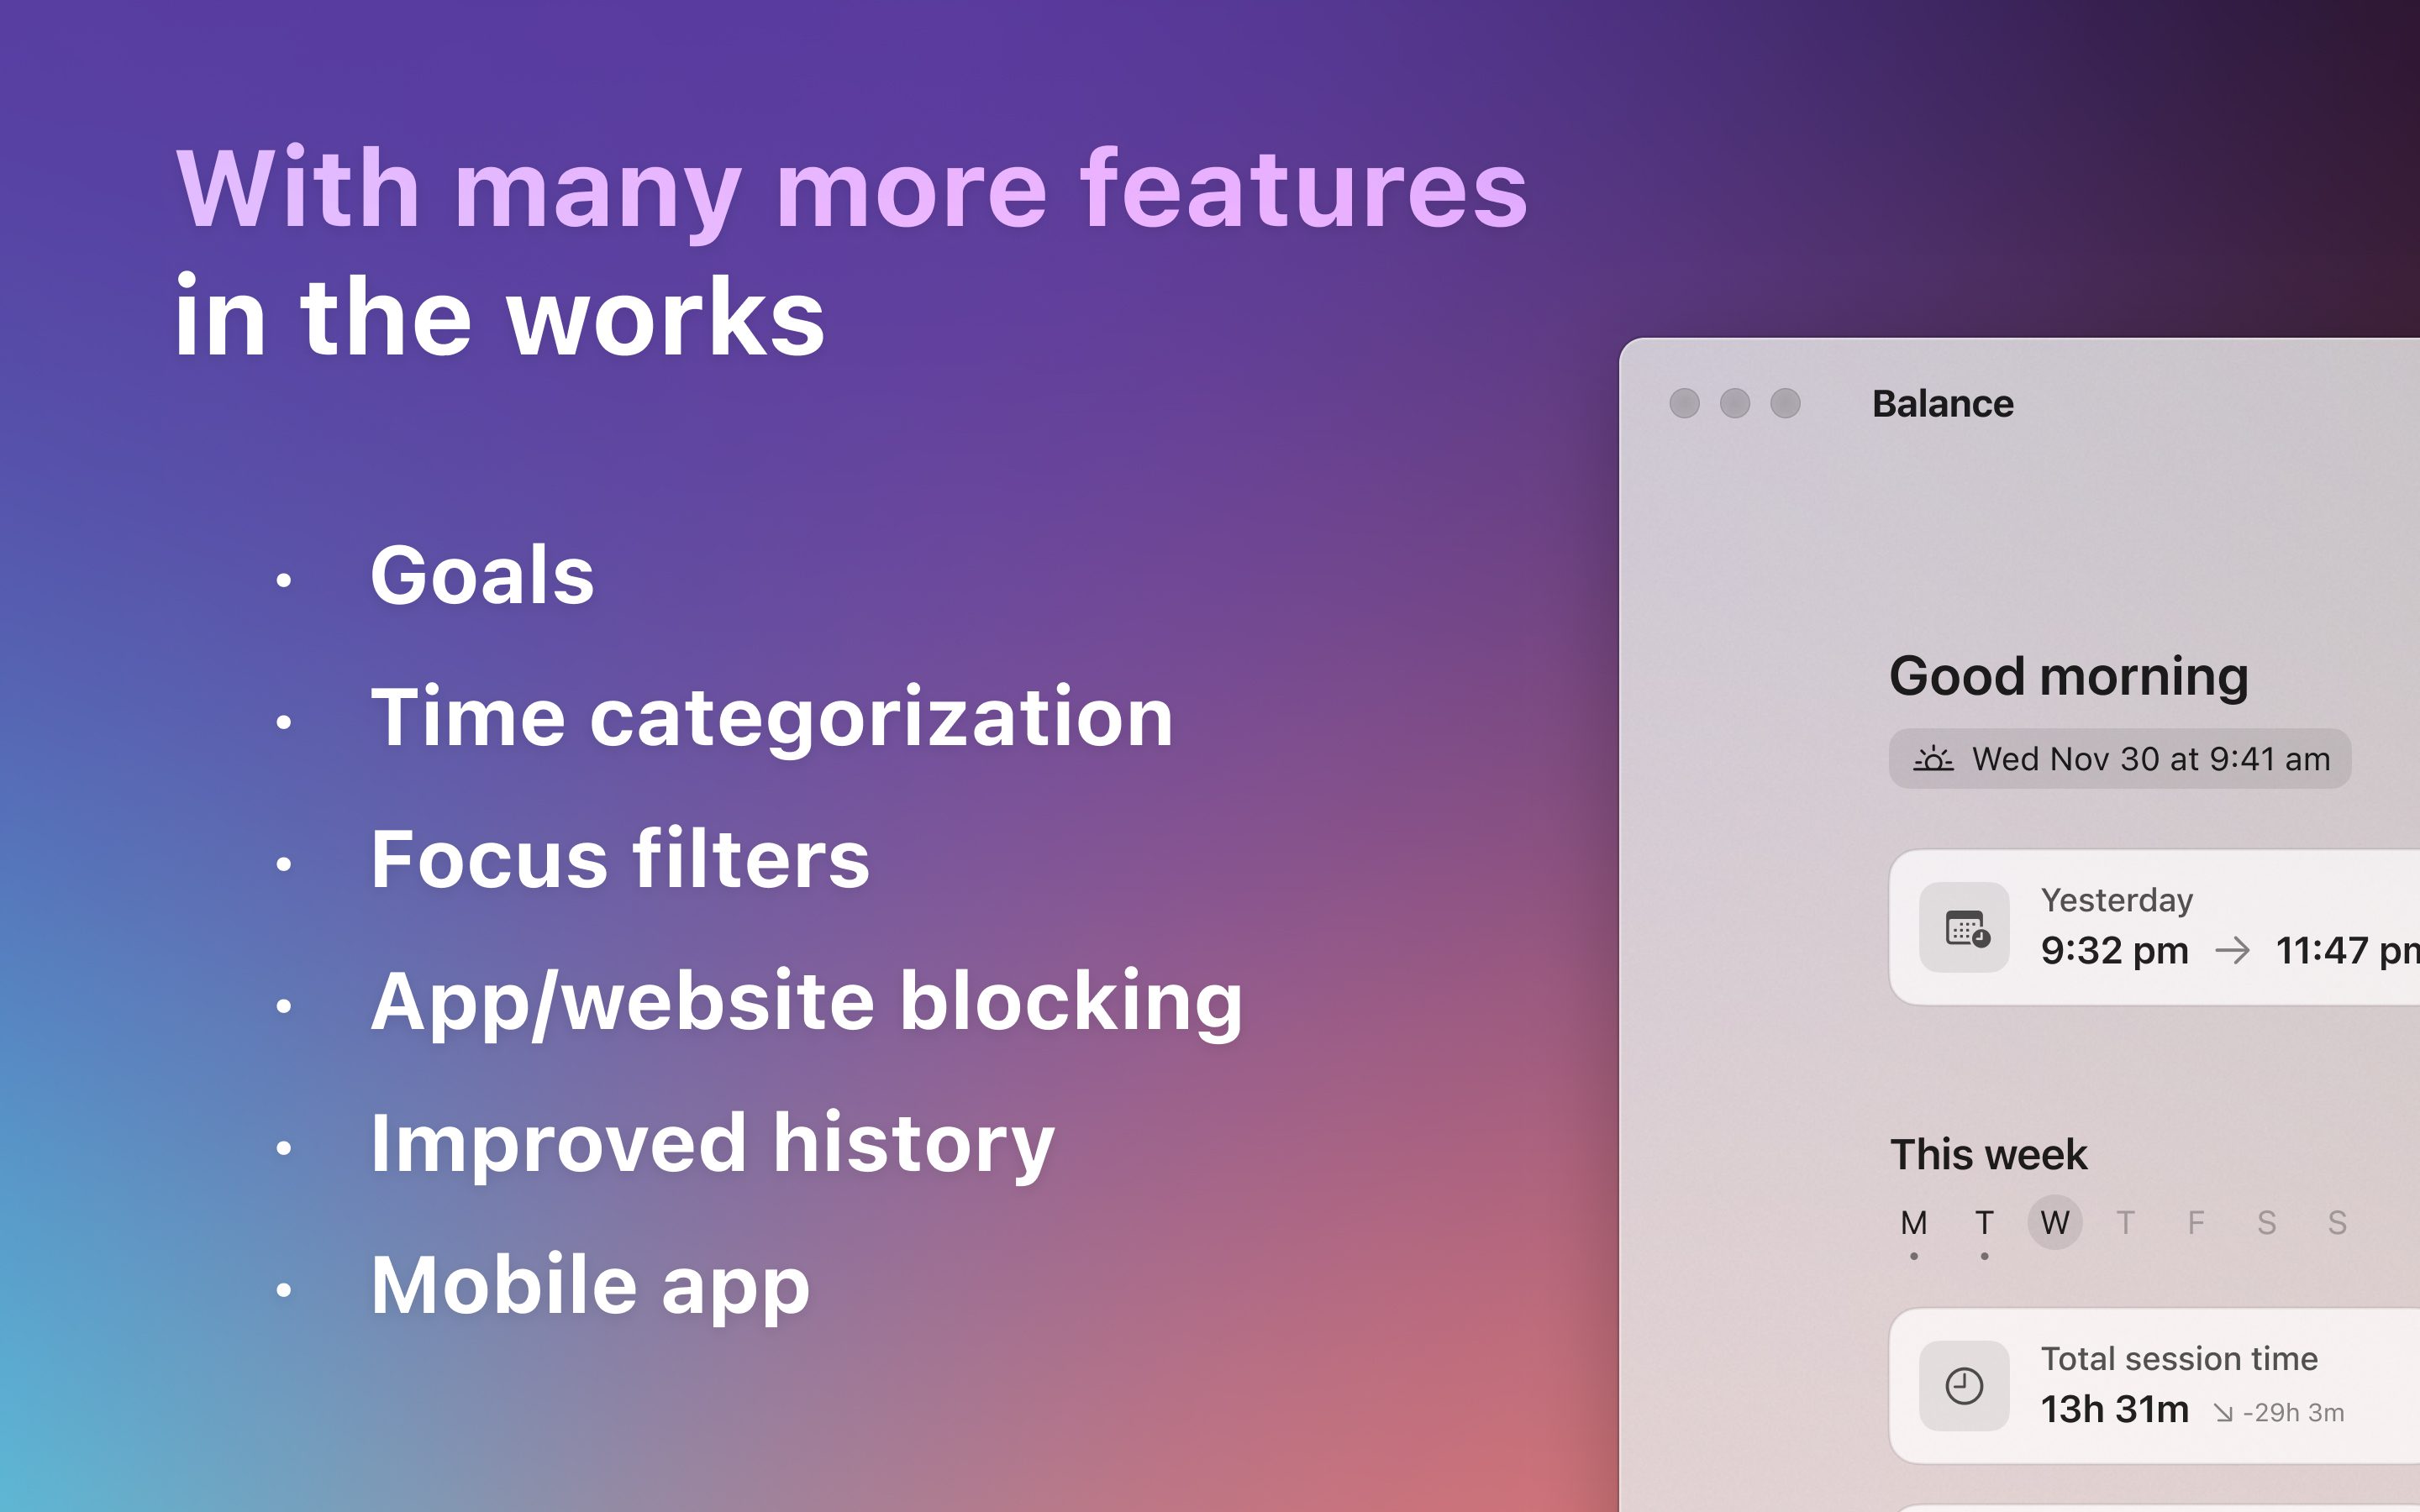 With many more features
in the works
· Goals
· Time categorization
· Focus filters
· App/website blocking
· Improved history
· Mobile app
Balance
Good morning
Wed Nov 30 at 9:41 am
Yesterday
9:32 pm → 11:47 pm
This week
M T W T F S S
Total session time
13h 31m ↘ -29h 3m